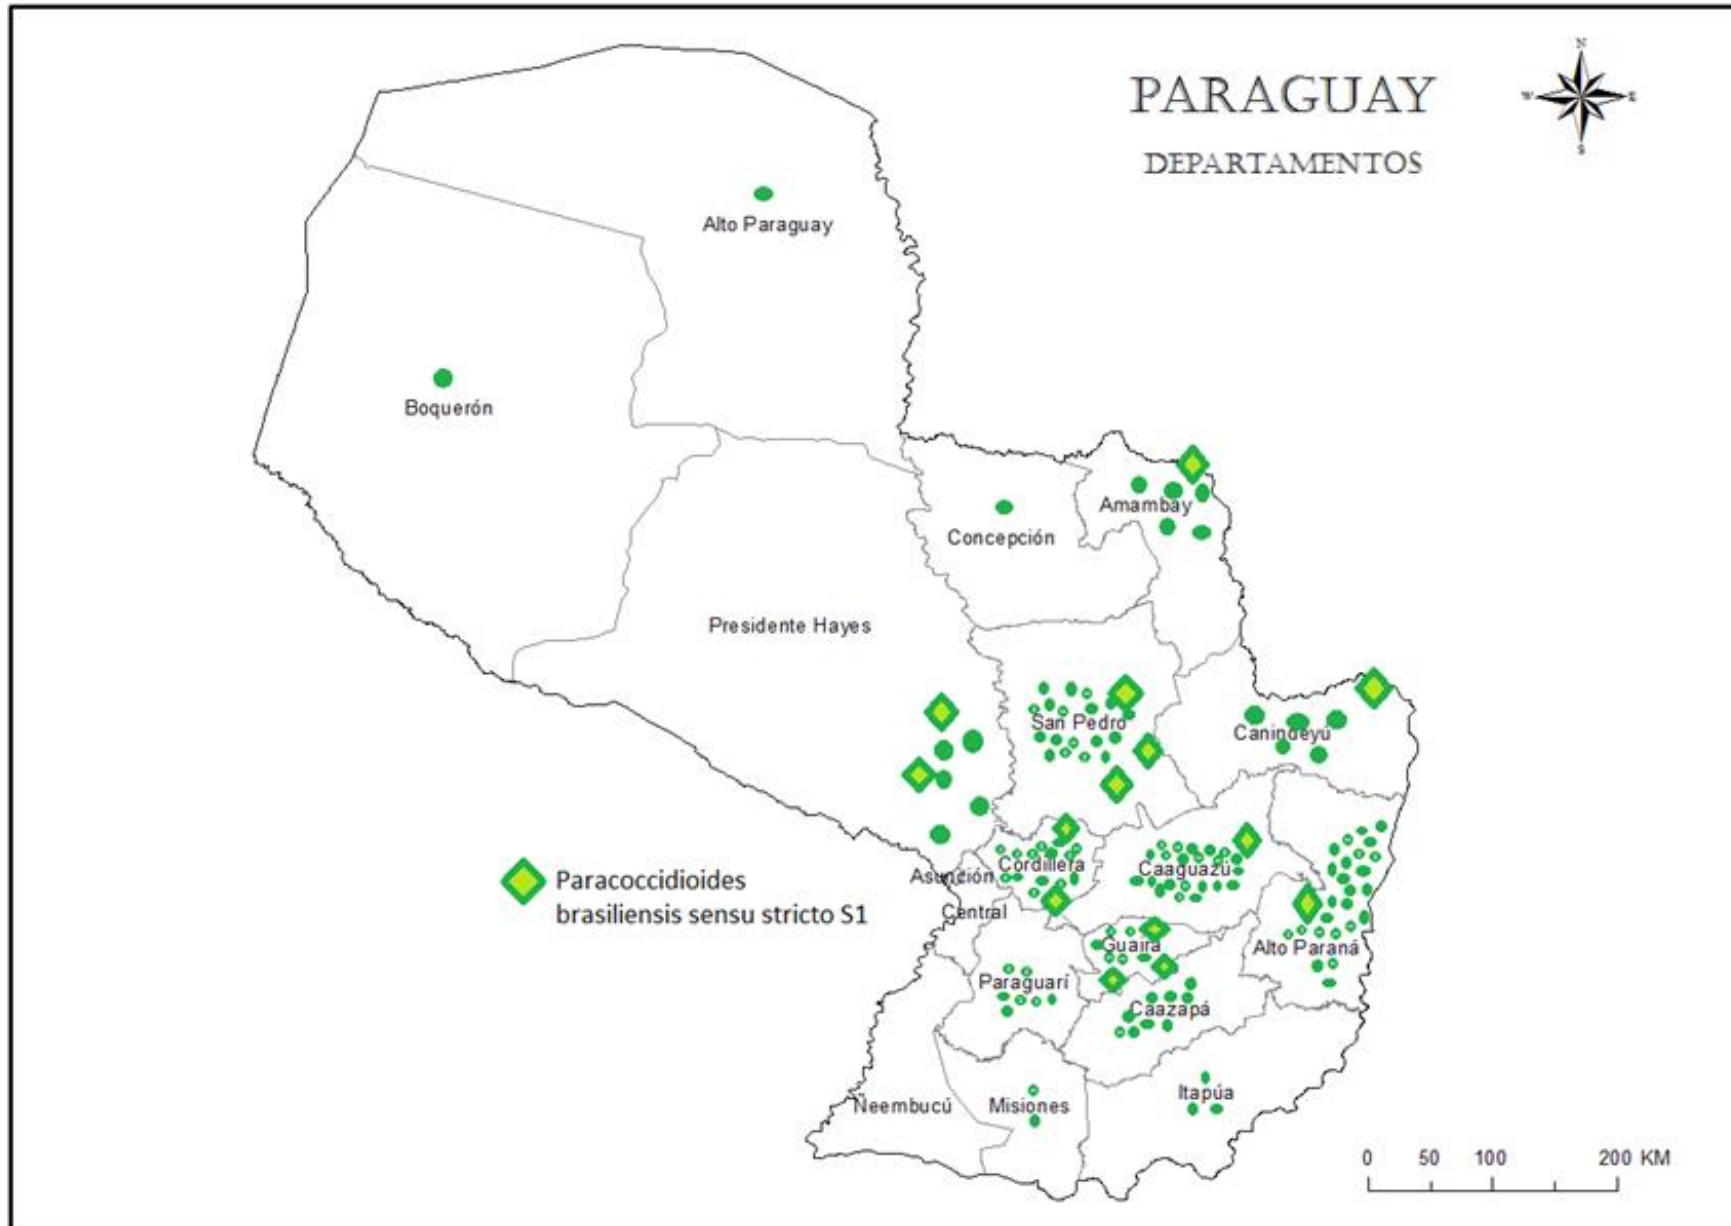 PARAGUAY
DEPARTAMENTOS
N
W
E
S
Alto Paraguay
Boquerón
Amambay
Concepción
Presidente Hayes
San Pedro
Canindeyú
Asunción
Cordillera
Caaguazú
Paracoccidioides
brasiliensis sensu stricto S1
Central
Guaira
Alto Paraná
Paraguarí
Caazapá
Neembucú
Misiones
Itapúa
0 50 100 200 KM